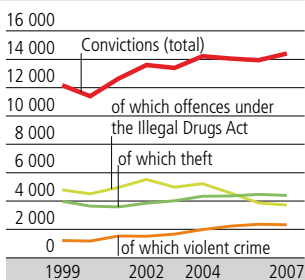 16 000
14 000
Convictions (total)
12 000
10 000
of which offences under
the Illegal Drugs Act
8 000
6 000
of which theft
4 000
2 000
0
of which violent crime
1999 2002 2004 2007